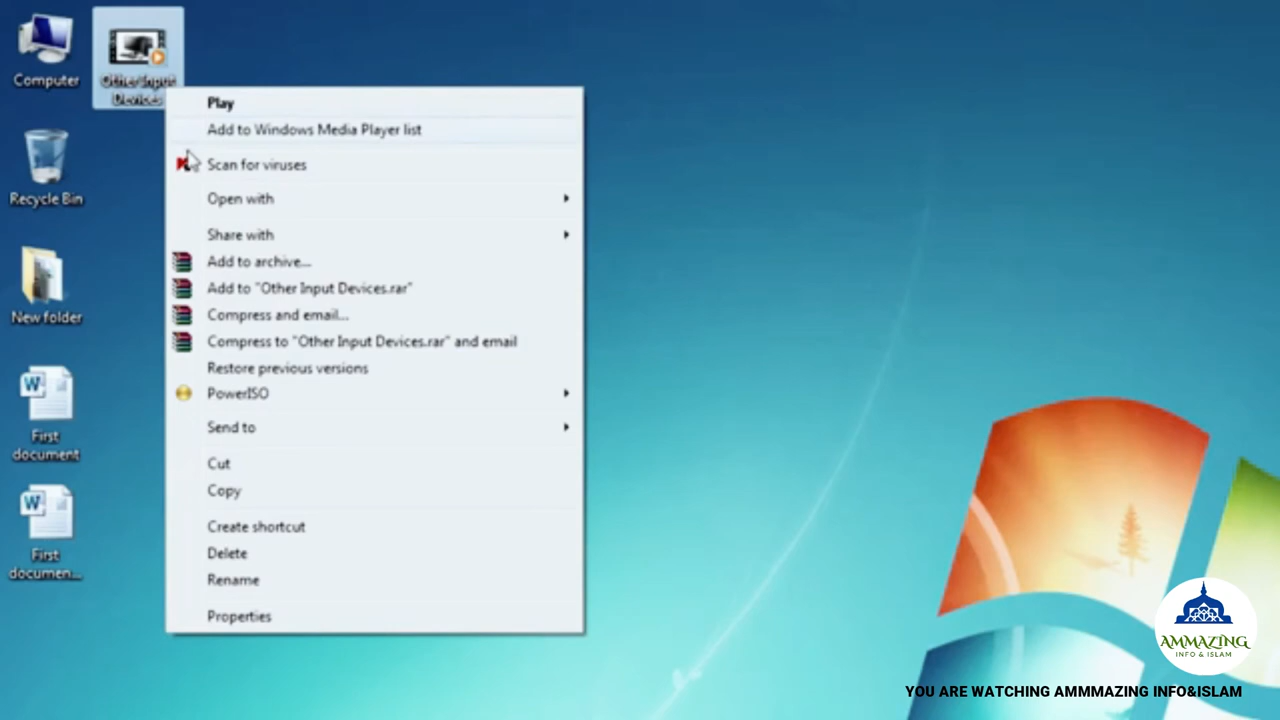 Computer
Other Input
Devices
Recycle Bin
New folder
First
document
First
documen...
Play
Add to Windows Media Player list
Scan for viruses
Open with
Share with
Add to archive...
Add to "Other Input Devices.rar"
Compress and email...
Compress to "Other Input Devices.rar" and email
Restore previous versions
PowerISO
Send to
Cut
Copy
Create shortcut
Delete
Rename
Properties
AMMAZING
INFO & ISLAM
YOU ARE WATCHING AMMMAZING INFO&ISLAM